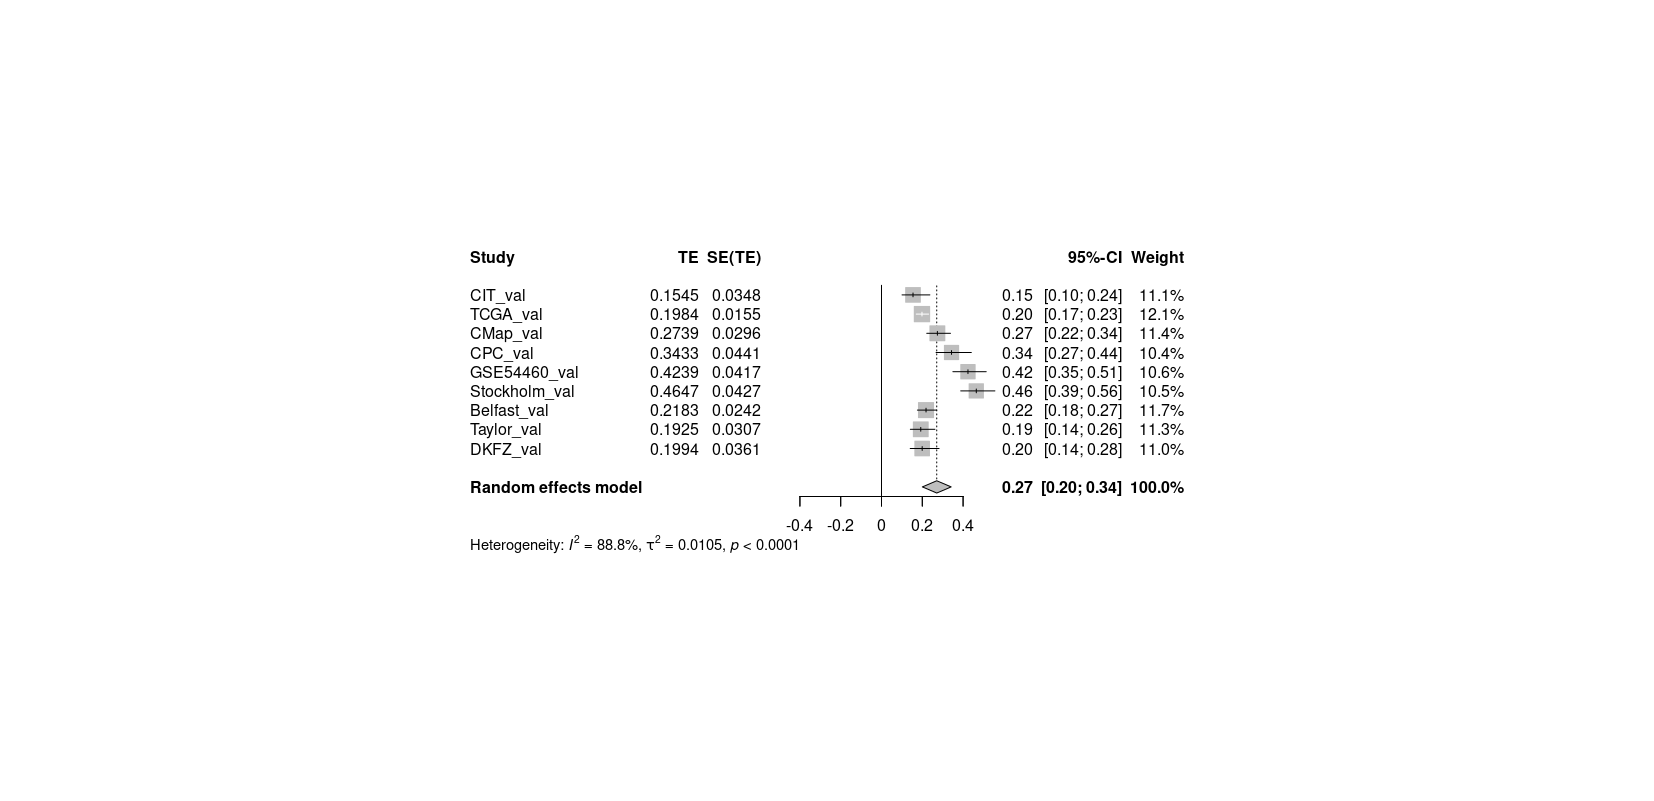 Study TE SE(TE) 95%-CI Weight
CIT_val 0.1545 0.0348 0.15 [0.10; 0.24] 11.1%
TCGA_val 0.1984 0.0155 0.20 [0.17; 0.23] 12.1%
CMap_val 0.2739 0.0296 0.27 [0.22; 0.34] 11.4%
CPC_val 0.3433 0.0441 0.34 [0.27; 0.44] 10.4%
GSE54460_val 0.4239 0.0417 0.42 [0.35; 0.51] 10.6%
Stockholm_val 0.4647 0.0427 0.46 [0.39; 0.56] 10.5%
Belfast_val 0.2183 0.0242 0.22 [0.18; 0.27] 11.7%
Taylor_val 0.1925 0.0307 0.19 [0.14; 0.26] 11.3%
DKFZ_val 0.1994 0.0361 0.20 [0.14; 0.28] 11.0%
Random effects model 0.27 [0.20; 0.34] 100.0%
-0.4 -0.2 0 0.2 0.4
Heterogeneity: I² = 88.8%, τ² = 0.0105, p < 0.0001